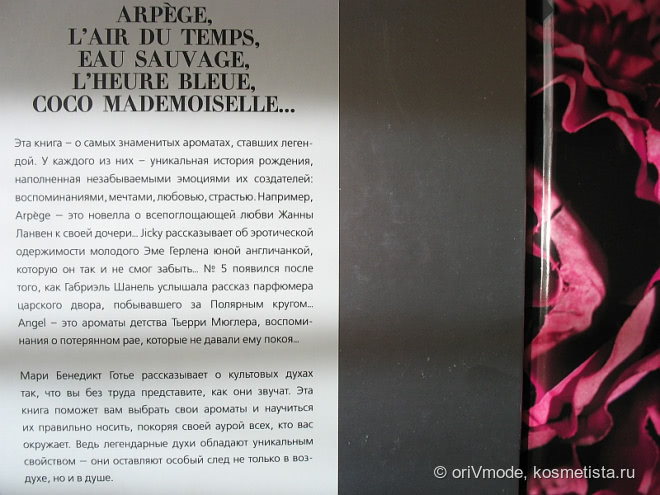 ARPÈGE,
L'AIR DU TEMPS,
EAU SAUVAGE,
L'HEURE BLEUE,
COCO MADEMOISELLE...
Эта книга – о самых знаменитых ароматах, ставших леген-
дой. У каждого из них – уникальная история рождения,
наполненная незабываемыми эмоциями их создателей:
воспоминаниями, мечтами, любовью, страстью. Например,
Arpège – это новелла о всепоглощающей любви Жанны
Ланвен к своей дочери... Jicky рассказывает об эротической
одержимости молодого Эме Герлена юной англичанкой,
которую он так и не смог забыть... № 5 появился после
того, как Габриэль Шанель услышала рассказ парфюмера
царского двора, побывавшего за Полярным кругом...
Angel – это ароматы детства Тьерри Мюглера, воспоми-
нания о потерянном рае, которые не давали ему покоя...
Мари Бенедикт Готье рассказывает о культовых духах
так, что вы без труда представите, как они звучат. Эта
книга поможет вам выбрать свои ароматы и научиться
их правильно носить, покоряя своей аурой всех, кто вас
окружает. Ведь легендарные духи обладают уникальным
свойством – они оставляют особый след не только в воз-
духе, но и в душе.
© oriVmode, kosmetista.ru